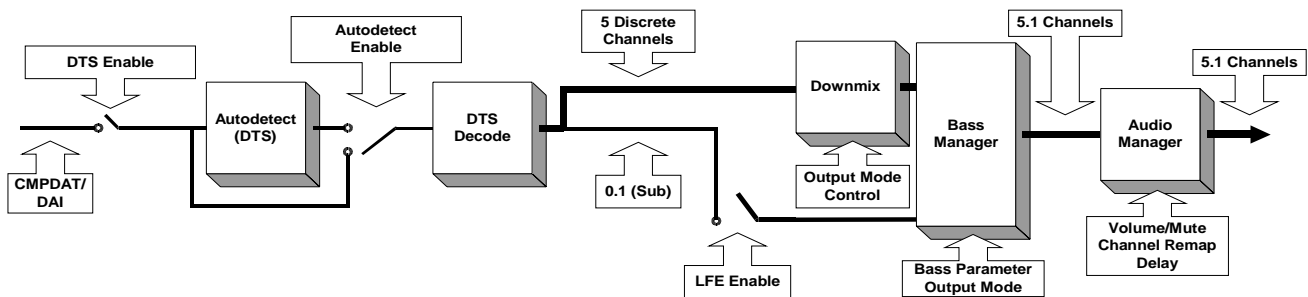 DTS Enable
Autodetect
Enable
5 Discrete
Channels
5.1 Channels
5.1 Channels
Autodetect
(DTS)
DTS
Decode
Downmix
Bass
Manager
Audio
Manager
CMPDAT/
DAI
0.1 (Sub)
Output Mode
Control
LFE Enable
Bass Parameter
Output Mode
Volume/Mute
Channel Remap
Delay